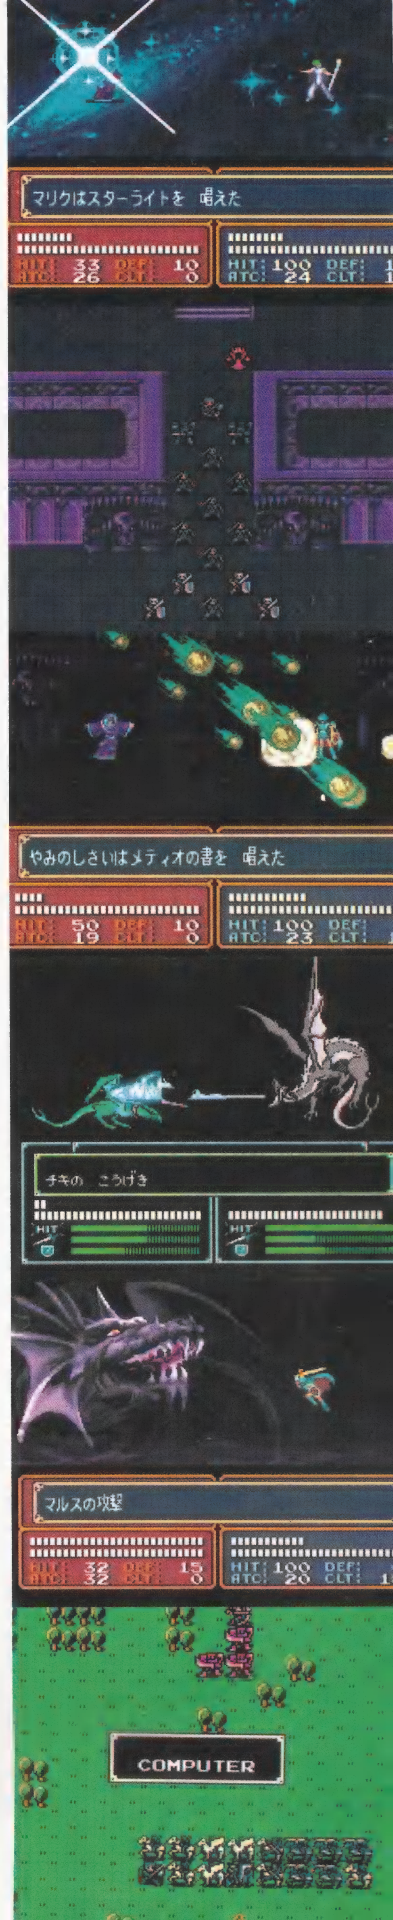 マリクはスターライトを 唱えた
HIT: 33 DEF: 10
ATC: 26 CLT: 0
HIT: 100 DEF: 1
ATC: 24 CLT: 1
やみのしさいはメティオの書を 唱えた
HIT: 50 DEF: 10
ATC: 19 CLT: 0
HIT: 100 DEF:
ATC: 23 CLT:
チキの こうげき
HIT
HIT
マルスの攻撃
HIT: 32 DEF: 15
ATC: 32 CLT: 0
HIT: 100 DEF:
ATC: 20 CLT: 1
COMPUTER